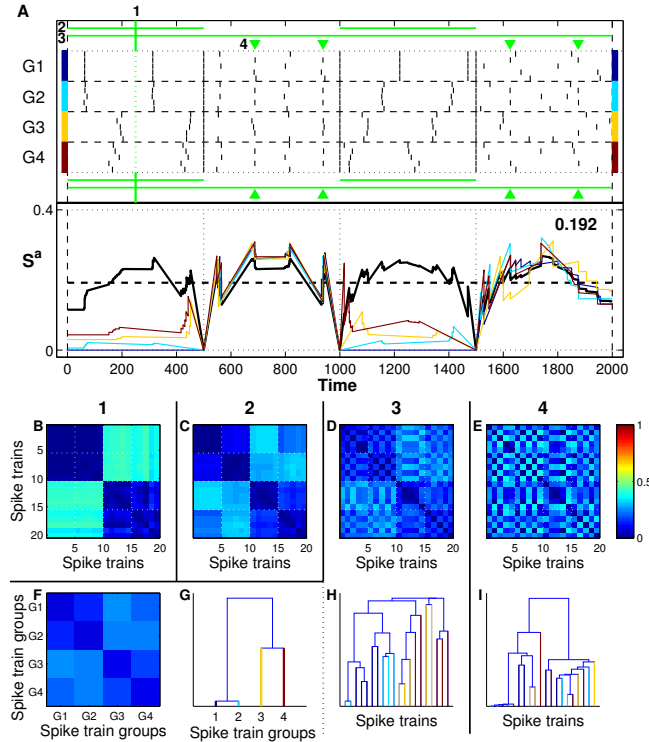 A
1
2
3
4
G1
G2
G3
G4
0.4
0.192
S^a
0
0 200 400 600 800 1000 1200 1400 1600 1800 2000
Time
1 2 3 4
B C D E
Spike trains
5
10
15
20
5 10 15 20
5 10 15 20
5 10 15 20
5 10 15 20
Spike trains Spike trains Spike trains Spike trains
1
0.5
0
F G H I
Spike train groups
G1
G2
G3
G4
G1 G2 G3 G4
1 2 3 4
Spike train groups Spike train groups Spike trains Spike trains